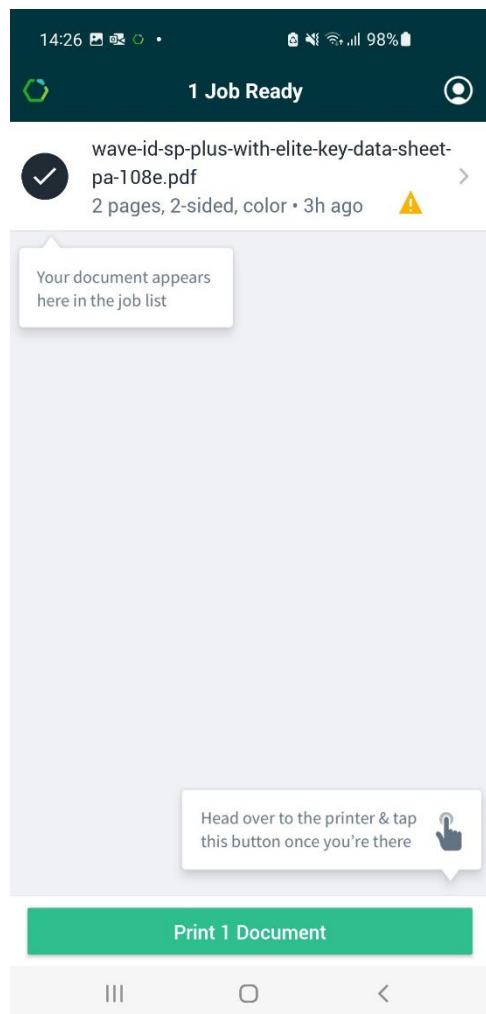 14:26 98%
1 Job Ready
wave-id-sp-plus-with-elite-key-data-sheet-
pa-108e.pdf
2 pages, 2-sided, color • 3h ago
Your document appears
here in the job list
Head over to the printer & tap
this button once you’re there
Print 1 Document